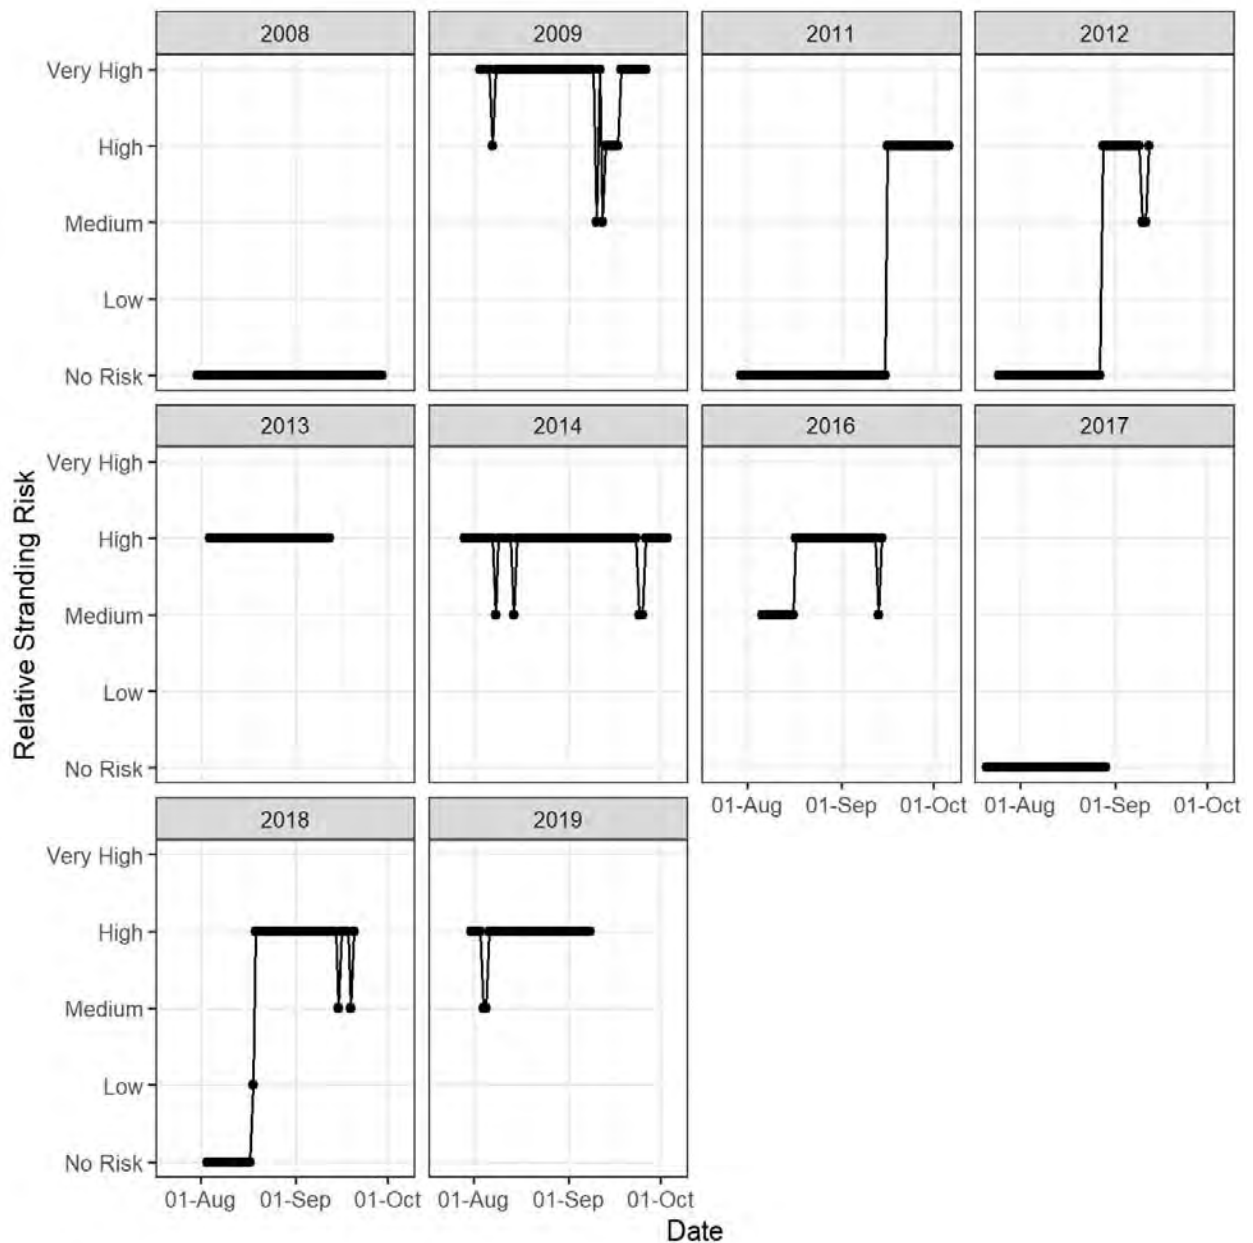 2008 2009 2011 2012
Very High
High
Medium
Low
No Risk
2013 2014 2016 2017
Very High
High
Medium
Low
No Risk
01-Aug 01-Sep 01-Oct 01-Aug 01-Sep 01-Oct
2018 2019
Very High
High
Medium
Low
No Risk
01-Aug 01-Sep 01-Oct 01-Aug 01-Sep 01-Oct
Relative Stranding Risk
Date